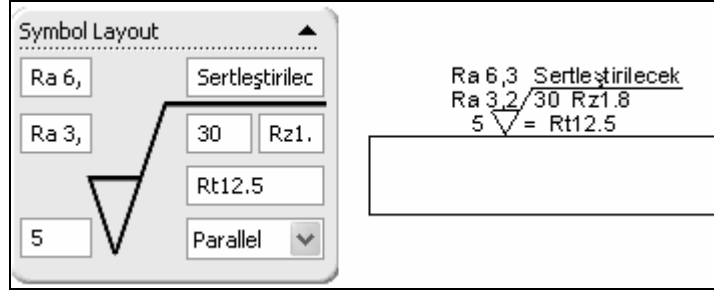 Symbol Layout
Ra 6,
Sertleştirilec
Ra 3,
30
Rz1.
Rt12.5
5
Parallel
Ra 6,3 Sertleştirilecek
Ra 3,2/30 Rz1.8
5 = Rt12.5